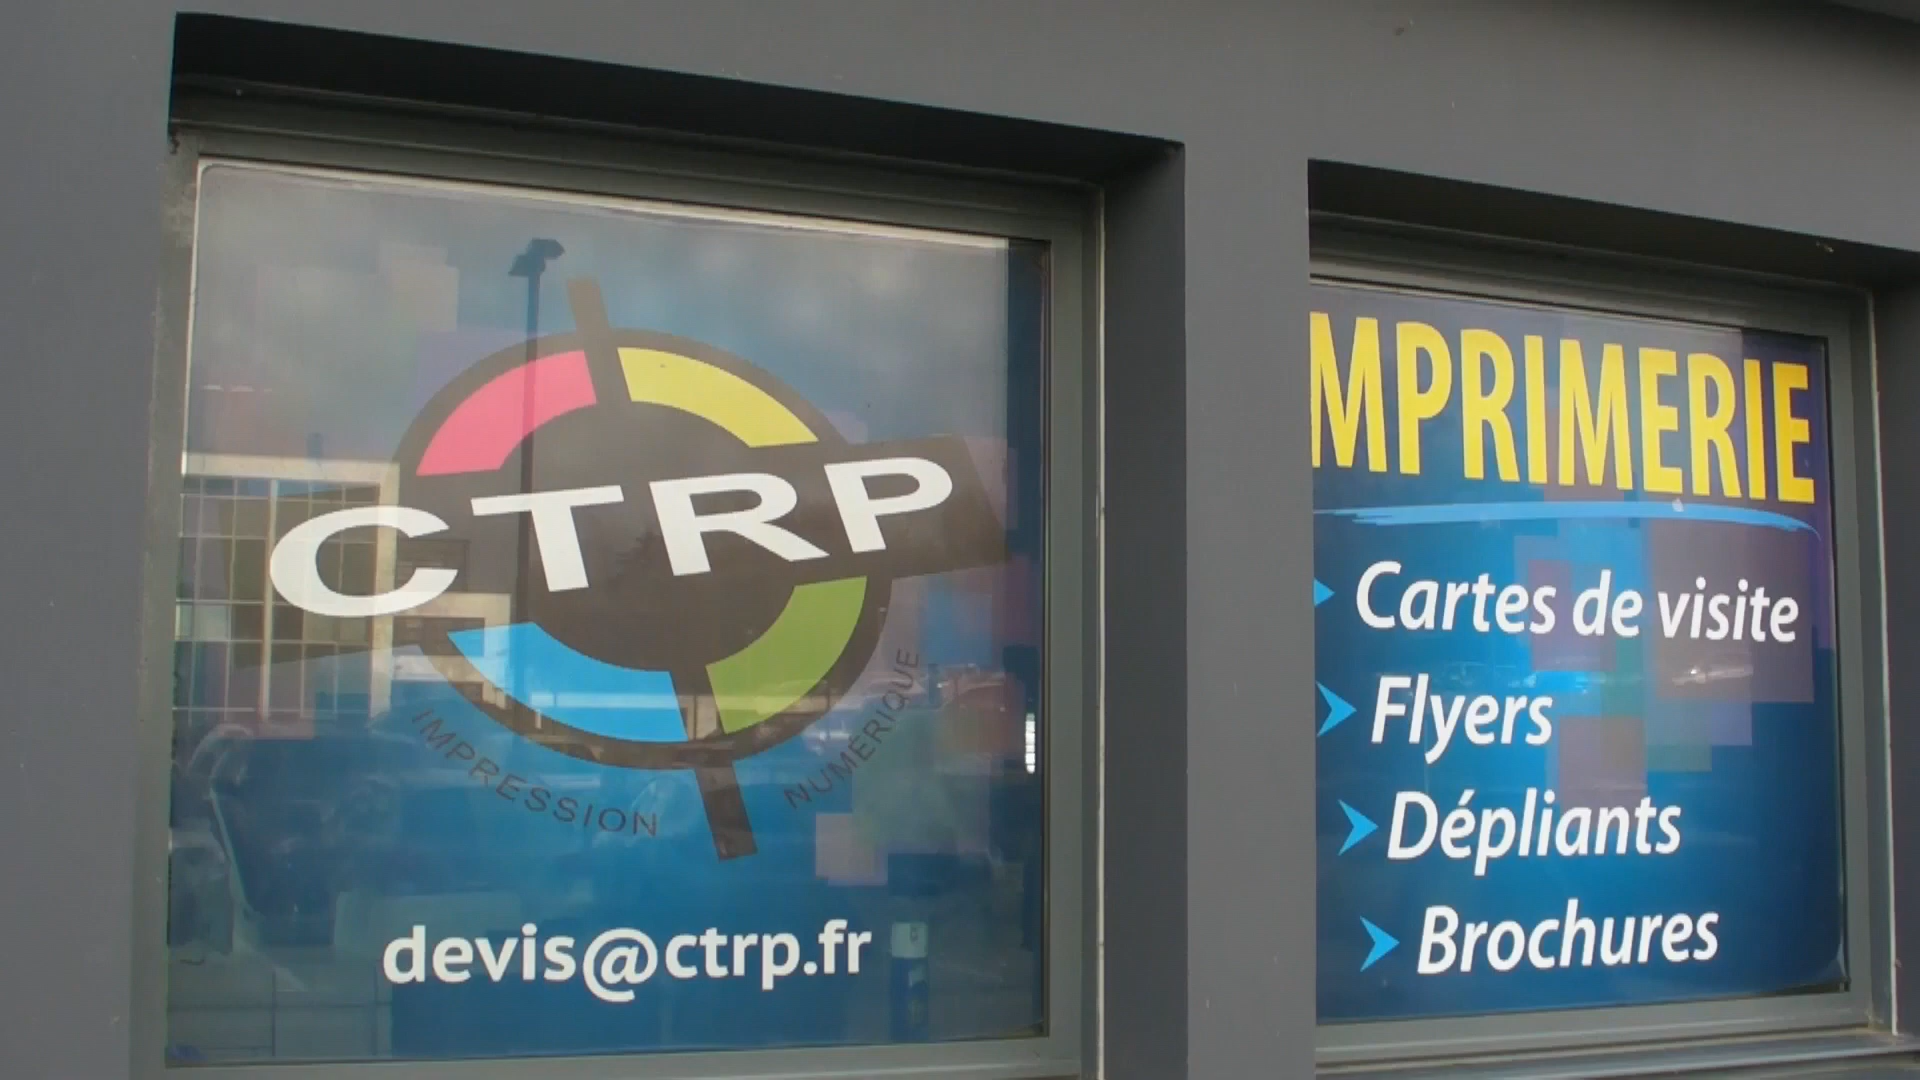 CTRP
IMPRESSION NUMÉRIQUE
devis@ctrp.fr
MPRIMERIE
Cartes de visite
Flyers
Dépliants
Brochures